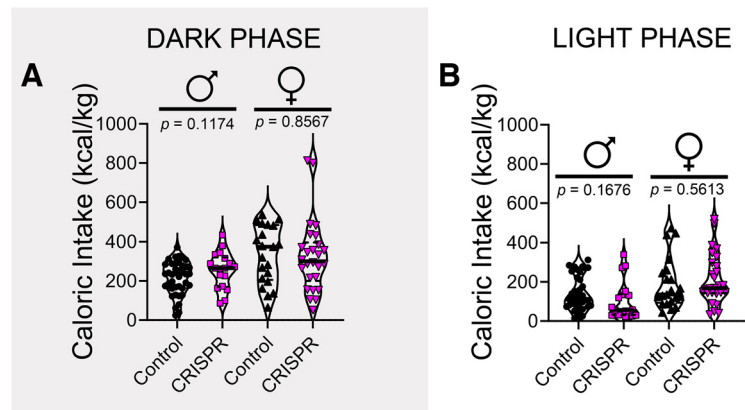 DARK PHASE
A
♂ ♀
p = 0.1174 p = 0.8567
Caloric Intake (kcal/kg)
1000
800
600
400
200
0
Control CRISPR Control CRISPR
LIGHT PHASE
B
♂ ♀
p = 0.1676 p = 0.5613
Caloric Intake (kcal/kg)
1000
800
600
400
200
0
Control CRISPR Control CRISPR